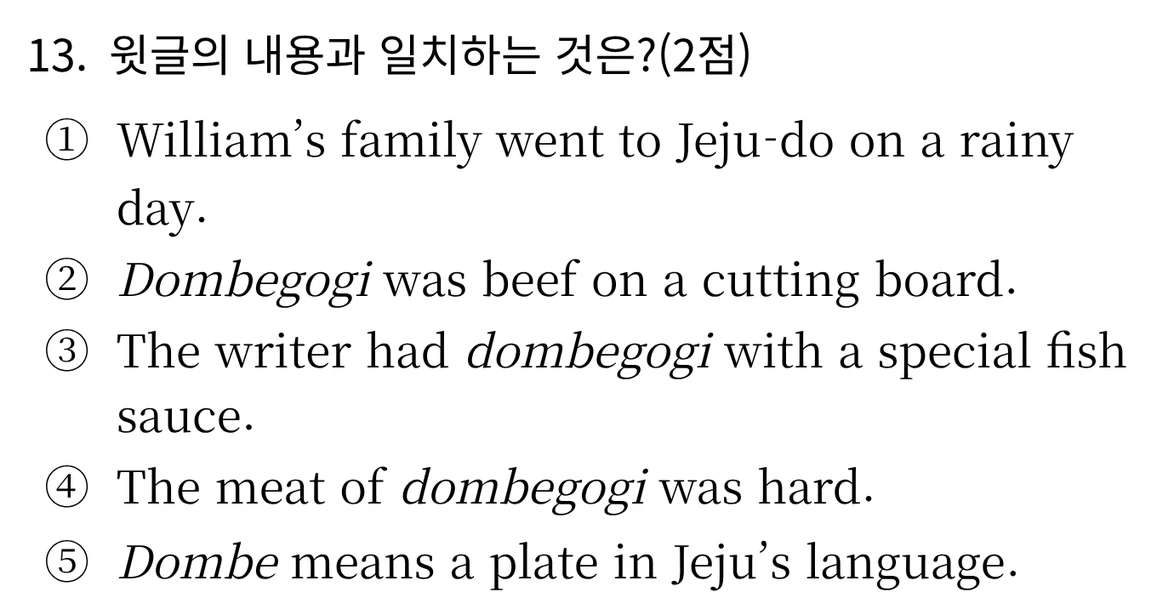 13. 윗글의 내용과 일치하는 것은?(2점)
① William’s family went to Jeju-do on a rainy
day.
② Dombegogi was beef on a cutting board.
③ The writer had dombegogi with a special fish
sauce.
④ The meat of dombegogi was hard.
⑤ Dombe means a plate in Jeju’s language.